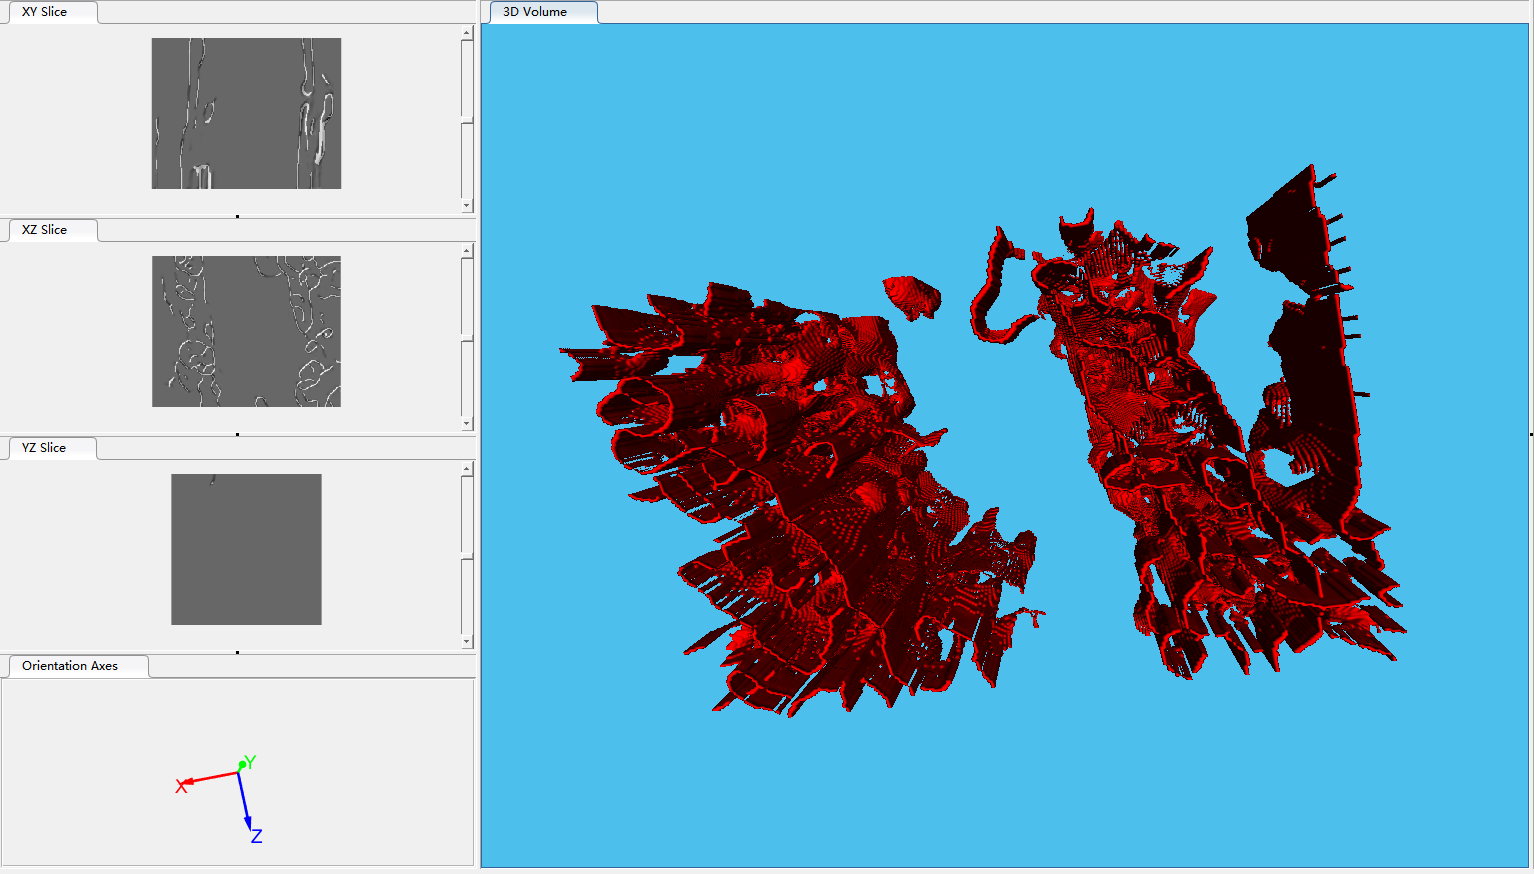 XY Slice
3D Volume
XZ Slice
YZ Slice
Orientation Axes
Y
X
Z